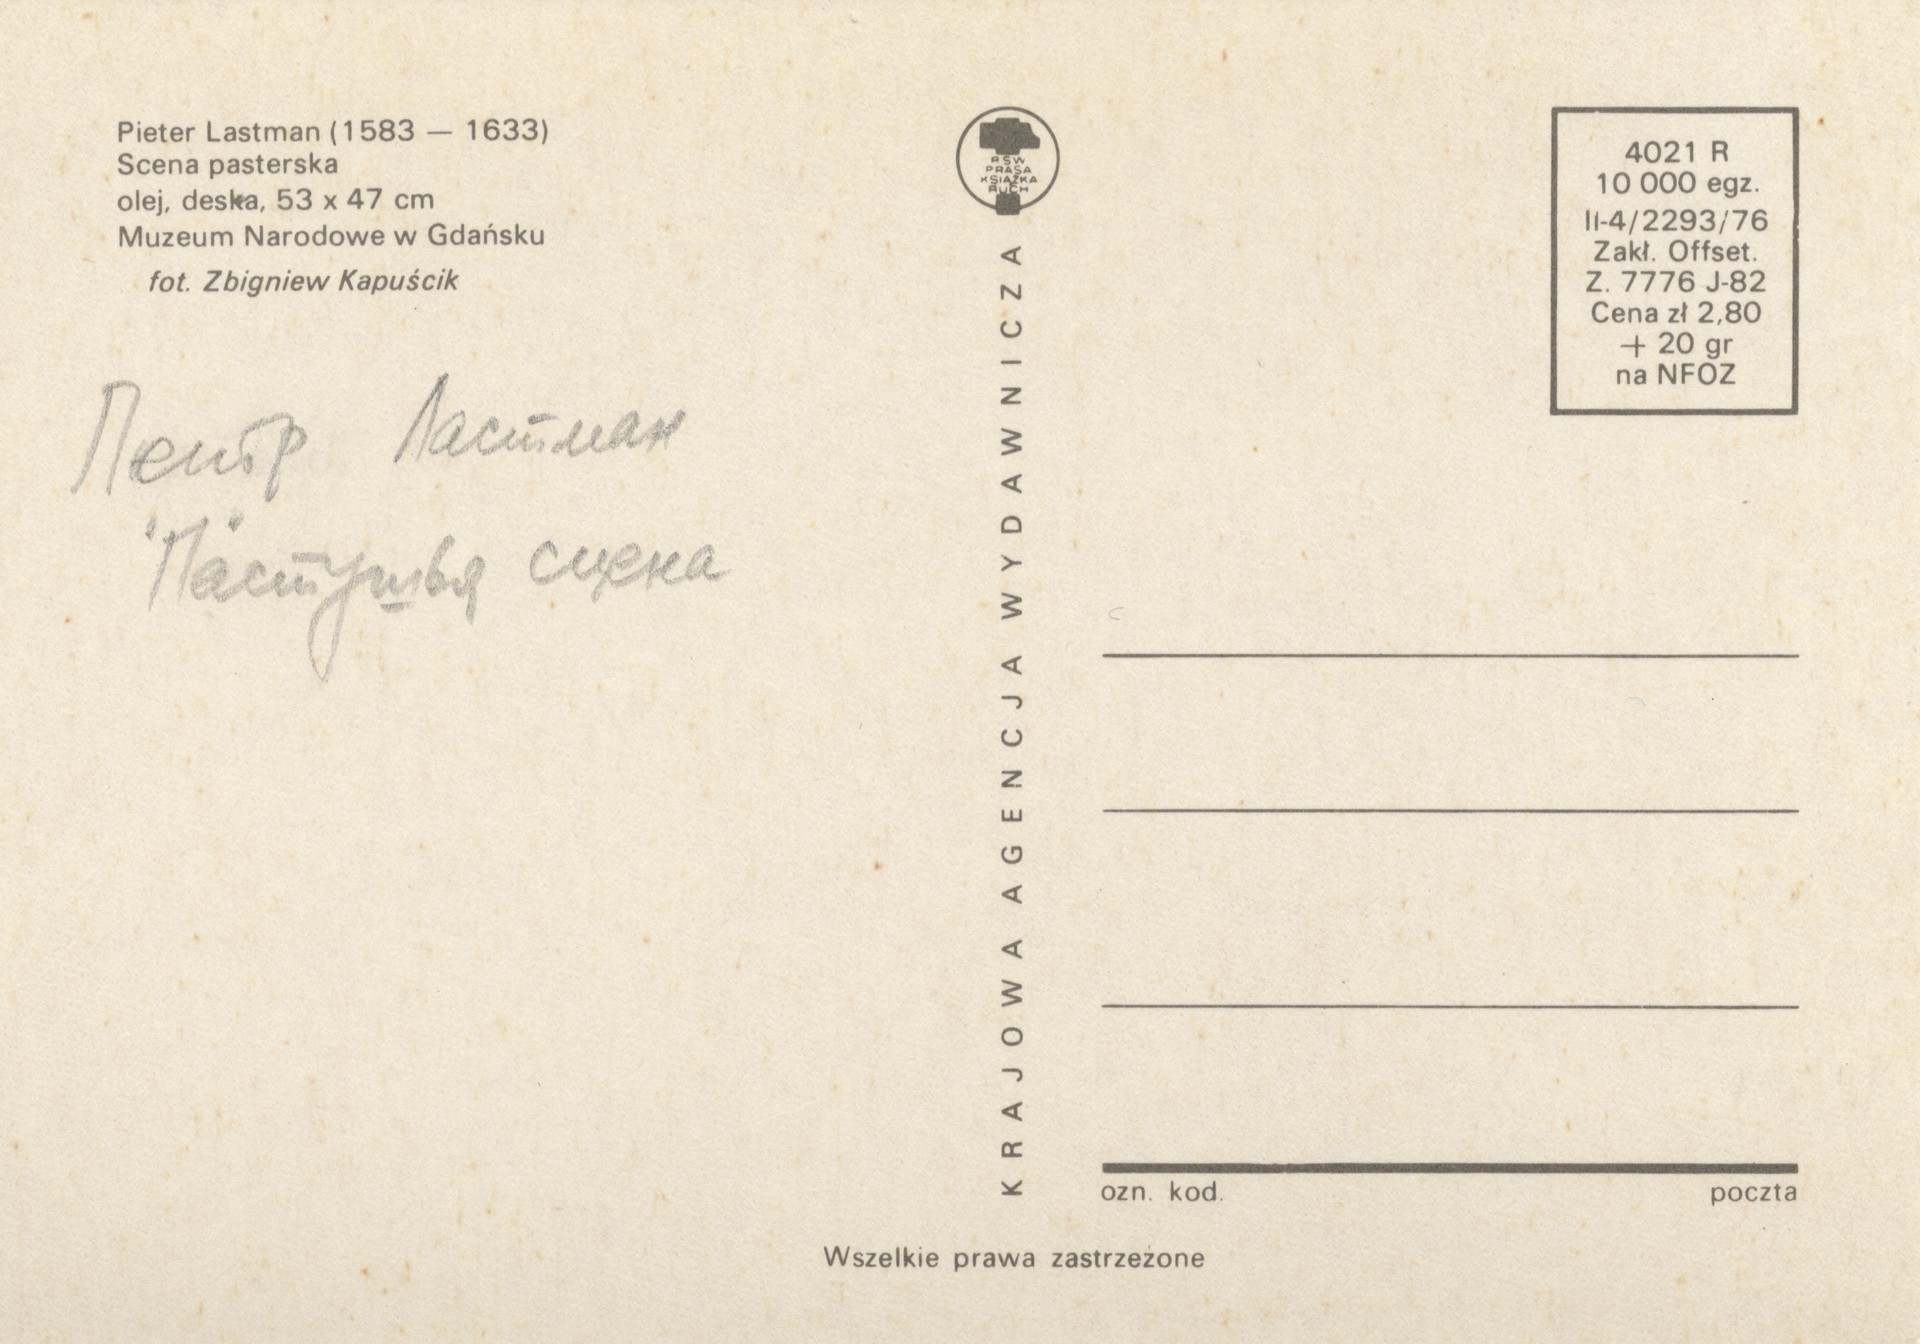 Pieter Lastman (1583 — 1633)
Scena pasterska
olej, deska, 53 x 47 cm
Muzeum Narodowe w Gdańsku
fot. Zbigniew Kapuścik
Пентр Ластман
"Пастушья сцена
RSW
PRASA
KSIĄŻKA
RUCH
KRAJOWA AGENCJA WYDAWNICZA
4021 R
10 000 egz.
II-4/2293/76
Zakł. Offset.
Z. 7776 J-82
Cena zł 2,80
+ 20 gr
na NFOZ
ozn. kod.
poczta
Wszelkie prawa zastrzeżone